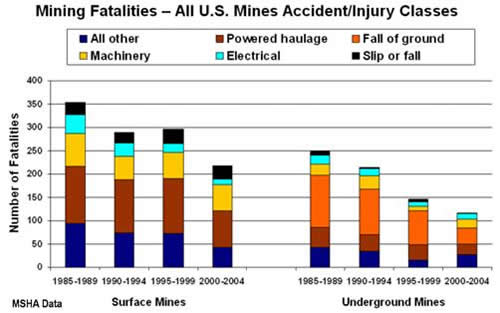 Mining Fatalities – All U.S. Mines Accident/Injury Classes
All other
Powered haulage
Fall of ground
Machinery
Electrical
Slip or fall
Number of Fatalities
400
350
300
250
200
150
100
50
0
1985-1989 1990-1994 1995-1999 2000-2004 1985-1989 1990-1994 1995-1999 2000-2004
MSHA Data
Surface Mines
Underground Mines